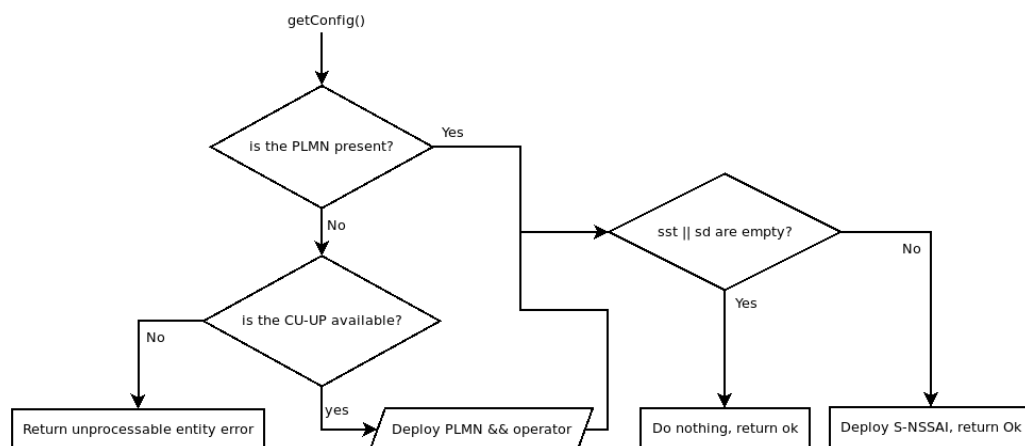 getConfig()
is the PLMN present?
Yes
No
sst || sd are empty?
No
Yes
is the CU-UP available?
No
yes
Return unprocessable entity error
Deploy PLMN && operator
Do nothing, return ok
Deploy S-NSSAI, return Ok